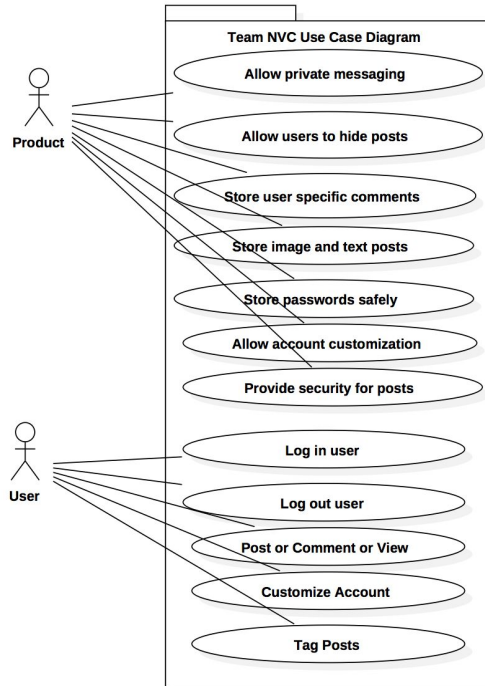 Team NVC Use Case Diagram
Allow private messaging
Product
Allow users to hide posts
Store user specific comments
Store image and text posts
Store passwords safely
Allow account customization
Provide security for posts
Log in user
User
Log out user
Post or Comment or View
Customize Account
Tag Posts